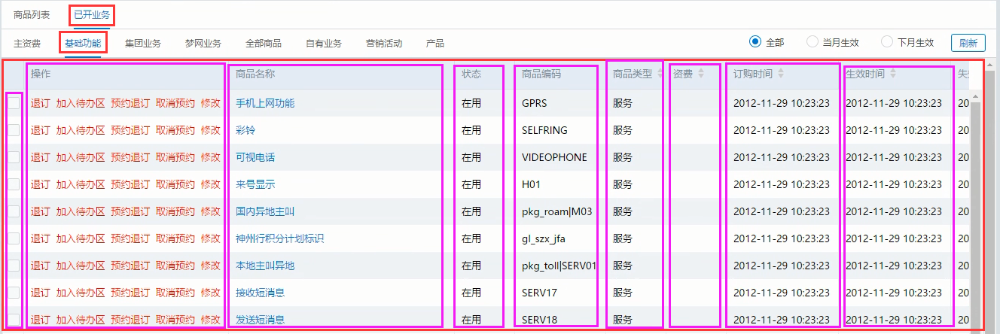 商品列表 已开业务
主资费 基础功能 集团业务 梦网业务 全部商品 自有业务 营销活动 产品 全部 当月生效 下月生效 刷新
操作 商品名称 状态 商品编码 商品类型 资费 订购时间 生效时间
退订 加入待办区 预约退订 取消预约 修改 手机上网功能 在用 GPRS 服务 2012-11-29 10:23:23 2012-11-29 10:23:23 20
退订 加入待办区 预约退订 取消预约 修改 彩铃 在用 SELFRING 服务 2012-11-29 10:23:23 2012-11-29 10:23:23 20
退订 加入待办区 预约退订 取消预约 修改 可视电话 在用 VIDEOPHONE 服务 2012-11-29 10:23:23 2012-11-29 10:23:23 20
退订 加入待办区 预约退订 取消预约 修改 来号显示 在用 H01 服务 2012-11-29 10:23:23 2012-11-29 10:23:23 20
退订 加入待办区 预约退订 取消预约 修改 国内异地主叫 在用 pkg_roam|M03 服务 2012-11-29 10:23:23 2012-11-29 10:23:23 20
退订 加入待办区 预约退订 取消预约 修改 神州行积分计划标识 在用 gl_szx_jfa 服务 2012-11-29 10:23:23 2012-11-29 10:23:23 20
退订 加入待办区 预约退订 取消预约 修改 本地主叫异地 在用 pkg_toll|SERV01 服务 2012-11-29 10:23:23 2012-11-29 10:23:23 20
退订 加入待办区 预约退订 取消预约 修改 接收短消息 在用 SERV17 服务 2012-11-29 10:23:23 2012-11-29 10:23:23 20
退订 加入待办区 预约退订 取消预约 修改 发送短消息 在用 SERV18 服务 2012-11-29 10:23:23 2012-11-29 10:23:23 20